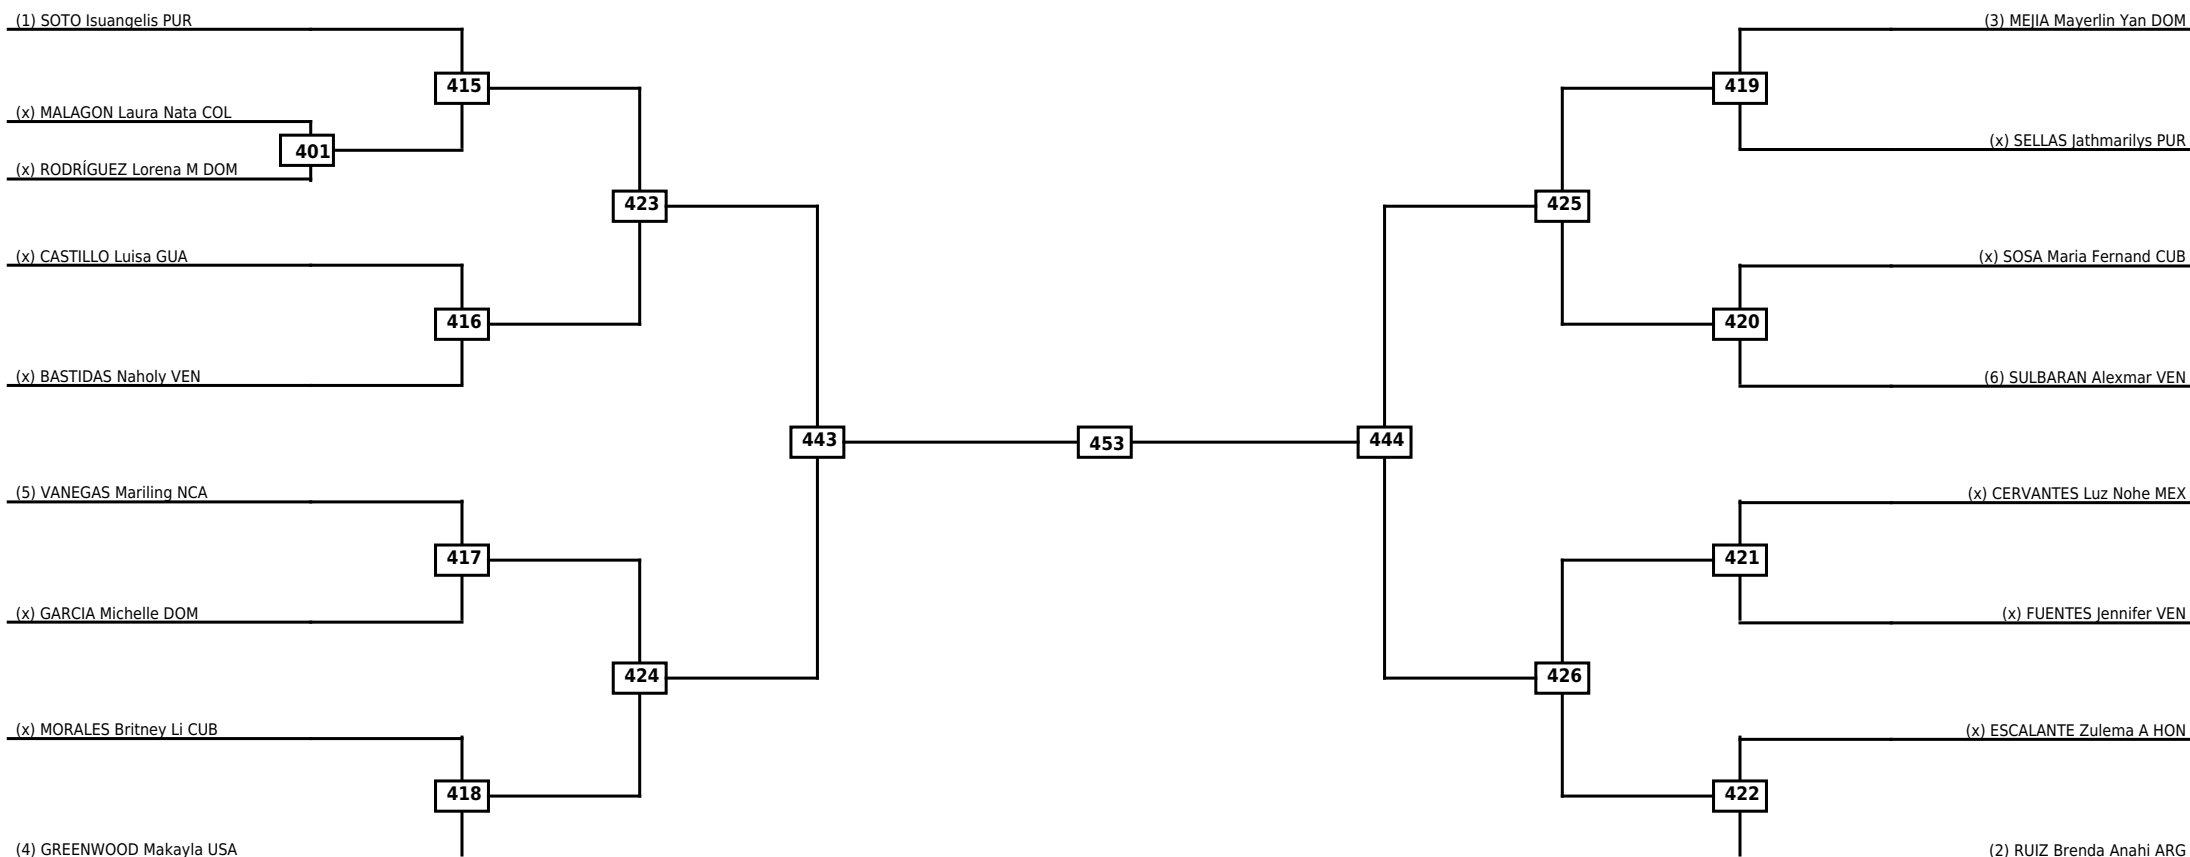 (1) SOTO Isuangelis PUR
(3) MEJIA Mayerlin Yan DOM
415
419
(x) MALAGON Laura Nata COL
401
(x) SELLAS Jathmarilys PUR
(x) RODRÍGUEZ Lorena M DOM
423
425
(x) CASTILLO Luisa GUA
(x) SOSA Maria Fernand CUB
416
420
(x) BASTIDAS Naholy VEN
(6) SULBARAN Alexmar VEN
443
453
444
(5) VANEGAS Mariling NCA
(x) CERVANTES Luz Nohe MEX
417
421
(x) GARCIA Michelle DOM
(x) FUENTES Jennifer VEN
424
426
(x) MORALES Britney Li CUB
(x) ESCALANTE Zulema A HON
418
422
(4) GREENWOOD Makayla USA
(2) RUIZ Brenda Anahi ARG